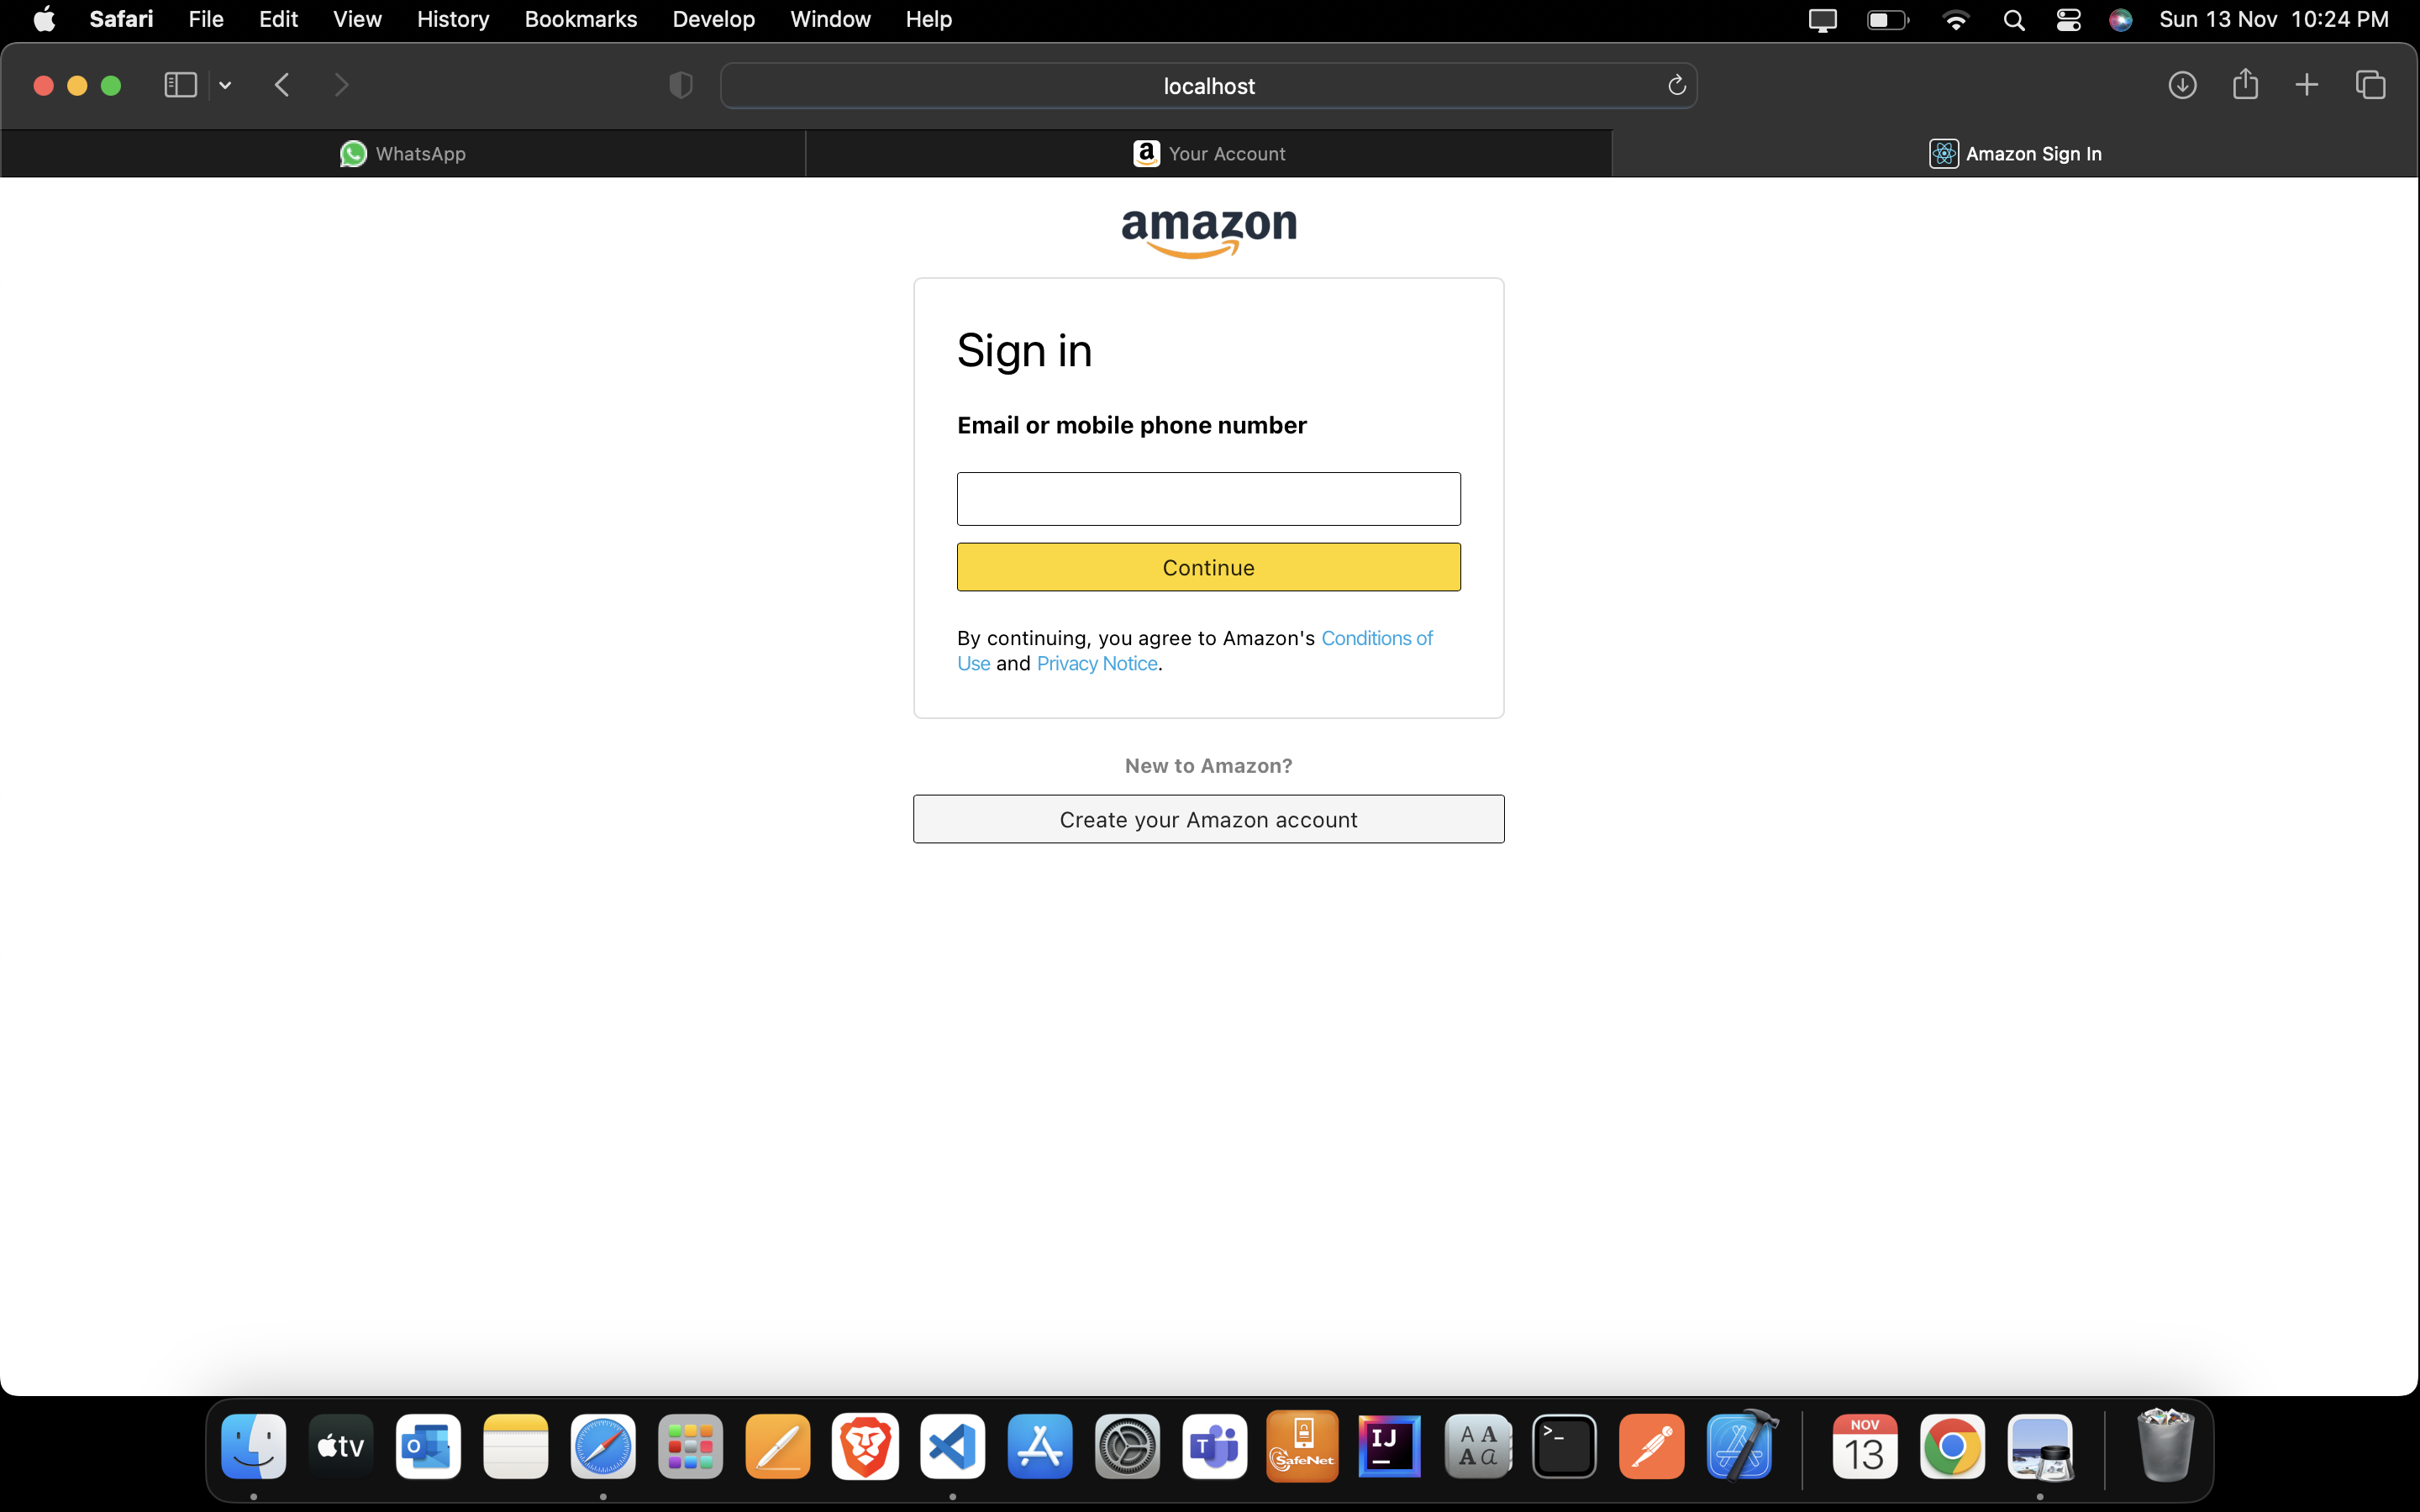 Safari File Edit View History Bookmarks Develop Window Help Sun 13 Nov 10:24 PM
localhost
WhatsApp Your Account Amazon Sign In
amazon
Sign in
Email or mobile phone number
Continue
By continuing, you agree to Amazon's Conditions of
Use and Privacy Notice.
New to Amazon?
Create your Amazon account
tv
O
T
SafeNet
IJ
A A
A a
>_
NOV
13